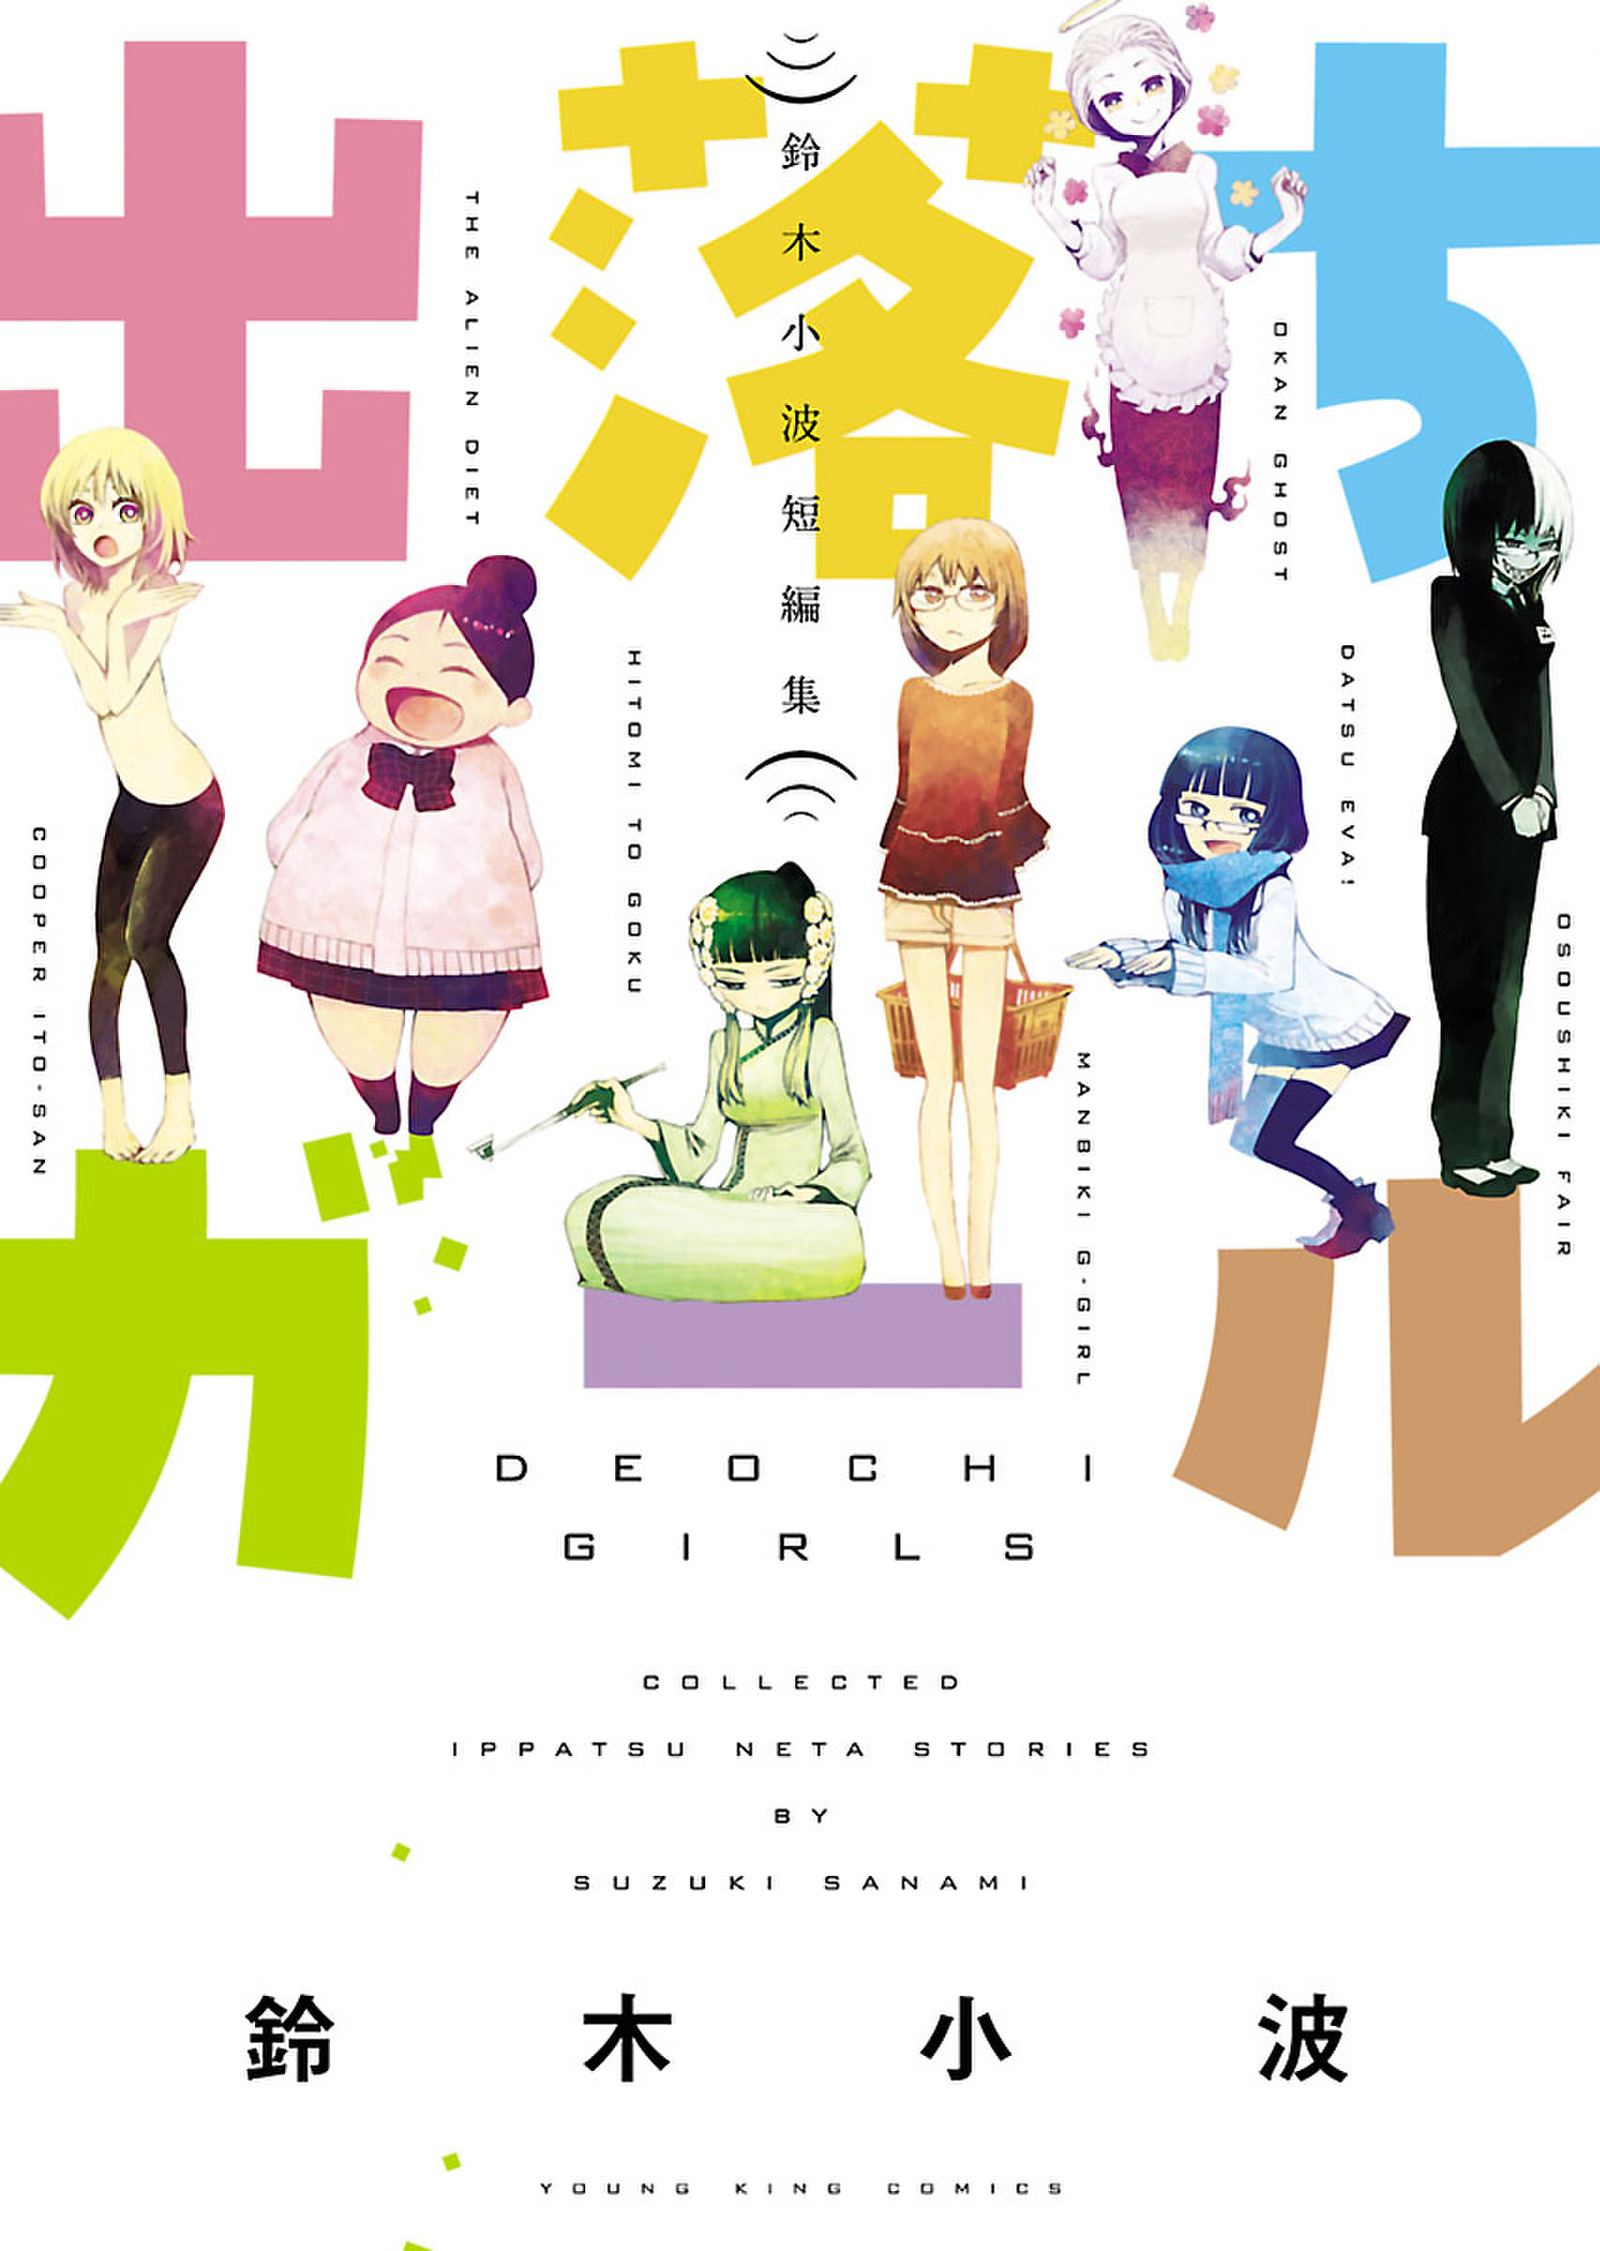 出落ち
ガール
鈴木小波短編集
THE ALIEN DIET
OKAN GHOST
HITOMI TO GOKU
DATSU EVA!
COOPER ITO-SAN
OSOUSHIKI FAIR
MANBIKI G-GIRL
DEOCHI
GIRLS
COLLECTED
IPPATSU NETA STORIES
BY
SUZUKI SANAMI
鈴木小波
YOUNG KING COMICS